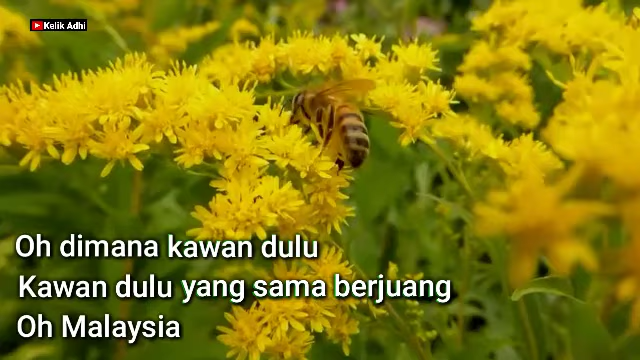 Kelik Adhi
Oh dimana kawan dulu
Kawan dulu yang sama berjuang
Oh Malaysia